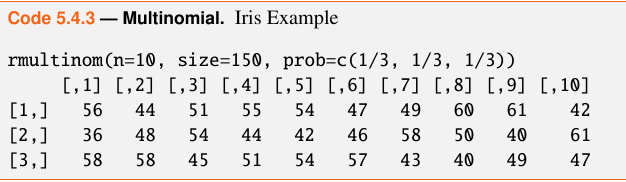 Code 5.4.3 — Multinomial. Iris Example
rmultinom(n=10, size=150, prob=c(1/3, 1/3, 1/3))
[,1] [,2] [,3] [,4] [,5] [,6] [,7] [,8] [,9] [,10]
[1,] 56 44 51 55 54 47 49 60 61 42
[2,] 36 48 54 44 42 46 58 50 40 61
[3,] 58 58 45 51 54 57 43 40 49 47